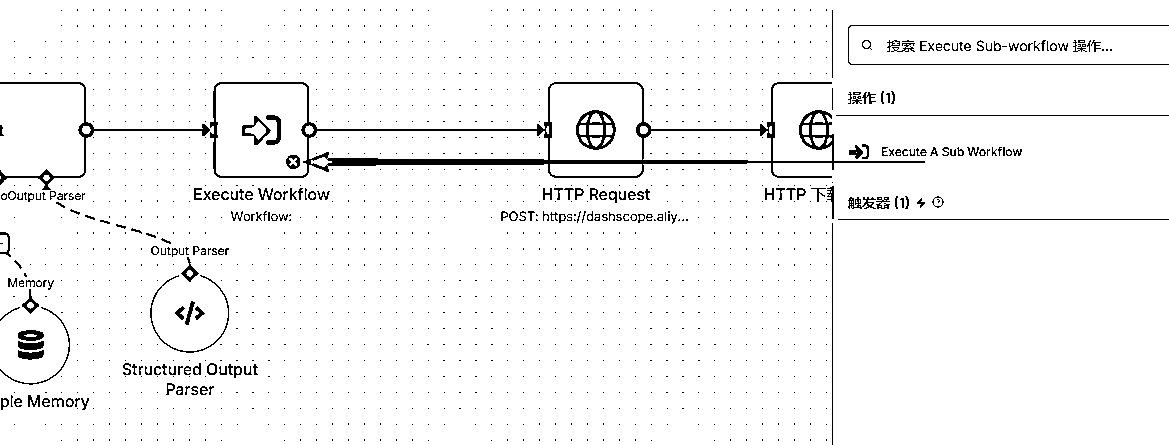 搜索 Execute Sub-workflow 操作...
操作 (1)
Execute A Sub Workflow
触发器 (1)
t
Execute Workflow
Workflow:
HTTP Request
POST: https://dashscope.aliy...
HTTP 下载
oOutput Parser
Output Parser
Memory
Structured Output
Parser
ple Memory